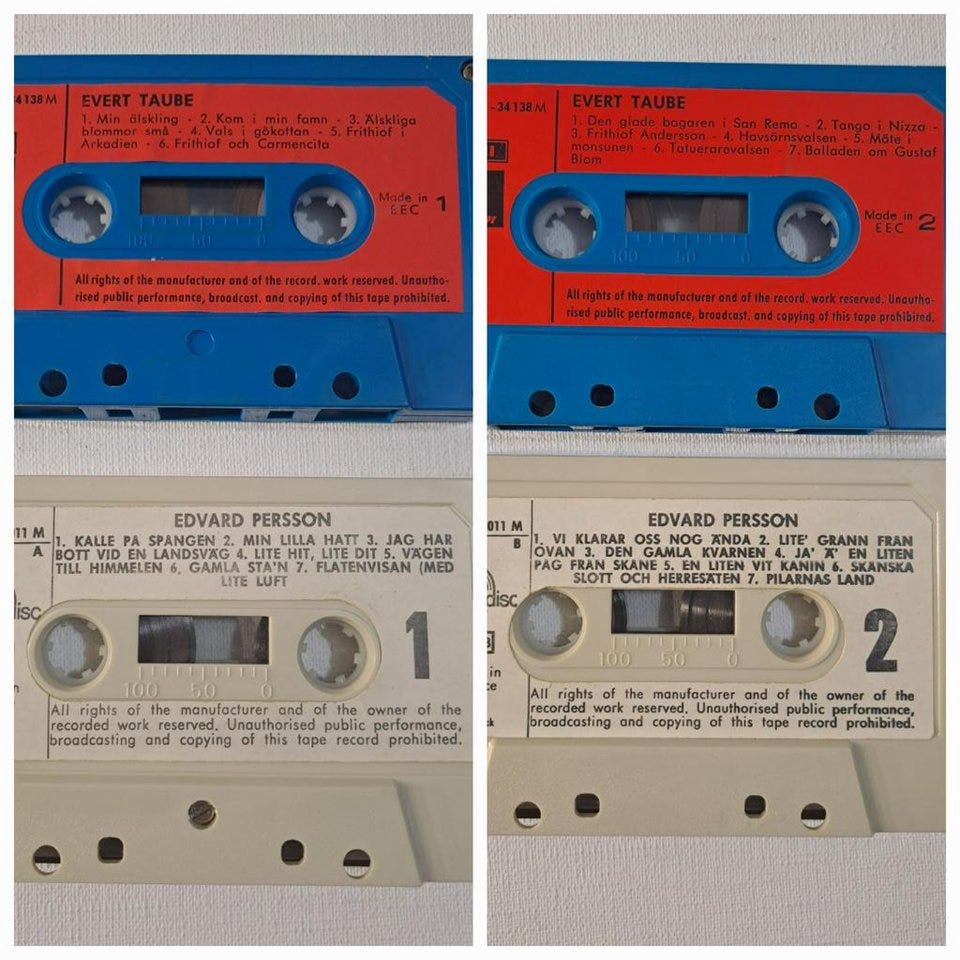 4138 M
EVERT TAUBE
1. Min älskling - 2. Kom i min famn - 3. Älskliga
blommor små - 4. Vals i gökottan - 5. Frithiof i
Arkadien - 6. Frithiof och Carmencita
Made in
EEC 1
100 50 0
All rights of the manufacturer and of the record. work reserved. Unautho-
rised public performance, broadcast. and copying of this tape prohibited.
- 34138 M
EVERT TAUBE
1. Den glade bagaren i San Remo - 2. Tango i Nizza -
3. Frithiof Andersson - 4. Havsörnsvalsen - 5. Möte i
monsunen - 6. Tatuerarevalsen - 7. Balladen om Gustaf
Blom
Made in
EEC 2
100 50 0
All rights of the manufacturer and of the record. work reserved. Unautho-
rised public performance, broadcast. and copying of this tape prohibited.
011 M
A
disc
EDVARD PERSSON
1. KALLE PÅ SPÅNGEN 2. MIN LILLA HATT 3. JAG HAR
BOTT VID EN LANDSVÄG 4. LITE HIT, LITE DIT 5. VÄGEN
TILL HIMMELEN 6. GAMLA STA'N 7. FLATENVISAN (MED
LITE LUFT
1
100 50 0
All rights of the manufacturer and of the owner of the
recorded work reserved. Unauthorised public performance,
broadcasting and copying of this tape record prohibited.
011 M
B
disc
EDVARD PERSSON
1. VI KLARAR OSS NOG ÄNDÅ 2. LITE' GRANN FRÅN
OVAN 3. DEN GAMLA KVARNEN 4. JA' Ä' EN LITEN
PÅG FRÅN SKÅNE 5. EN LITEN VIT KANIN 6. SKÅNSKA
SLOTT OCH HERRESÄTEN 7. PILARNAS LAND
2
100 50 0
All rights of the manufacturer and of the owner of the
recorded work reserved. Unauthorised public performance,
broadcasting and copying of this tape record prohibited.